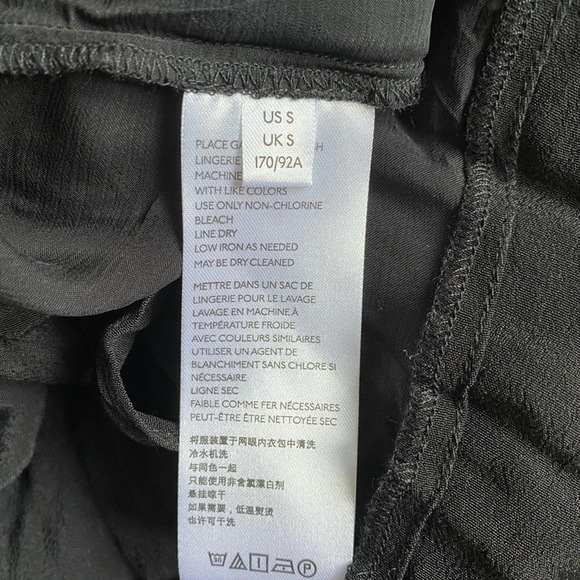 US S
UK S
170/92A
PLACE
LINGERIE
MACHINE
WITH LIKE COLORS
USE ONLY NON-CHLORINE
BLEACH
LINE DRY
LOW IRON AS NEEDED
MAY BE DRY CLEANED
METTRE DANS UN SAC DE
LINGERIE POUR LE LAVAGE
LAVAGE EN MACHINE À
TEMPÉRATURE FROIDE
AVEC COULEURS SIMILAIRES
UTILISER UN AGENT DE
BLANCHIMENT SANS CHLORE SI
NÉCESSAIRE
LIGNE SEC
FAIBLE COMME FER NÉCESSAIRES
PEUT-ÊTRE ÊTRE NETTOYÉE SEC
将服装置于网眼内衣包中清洗
冷水机洗
与同色一起
只能使用非含氯漂白剂
悬挂晾干
如果需要，低温熨烫
也许可干洗
30 P